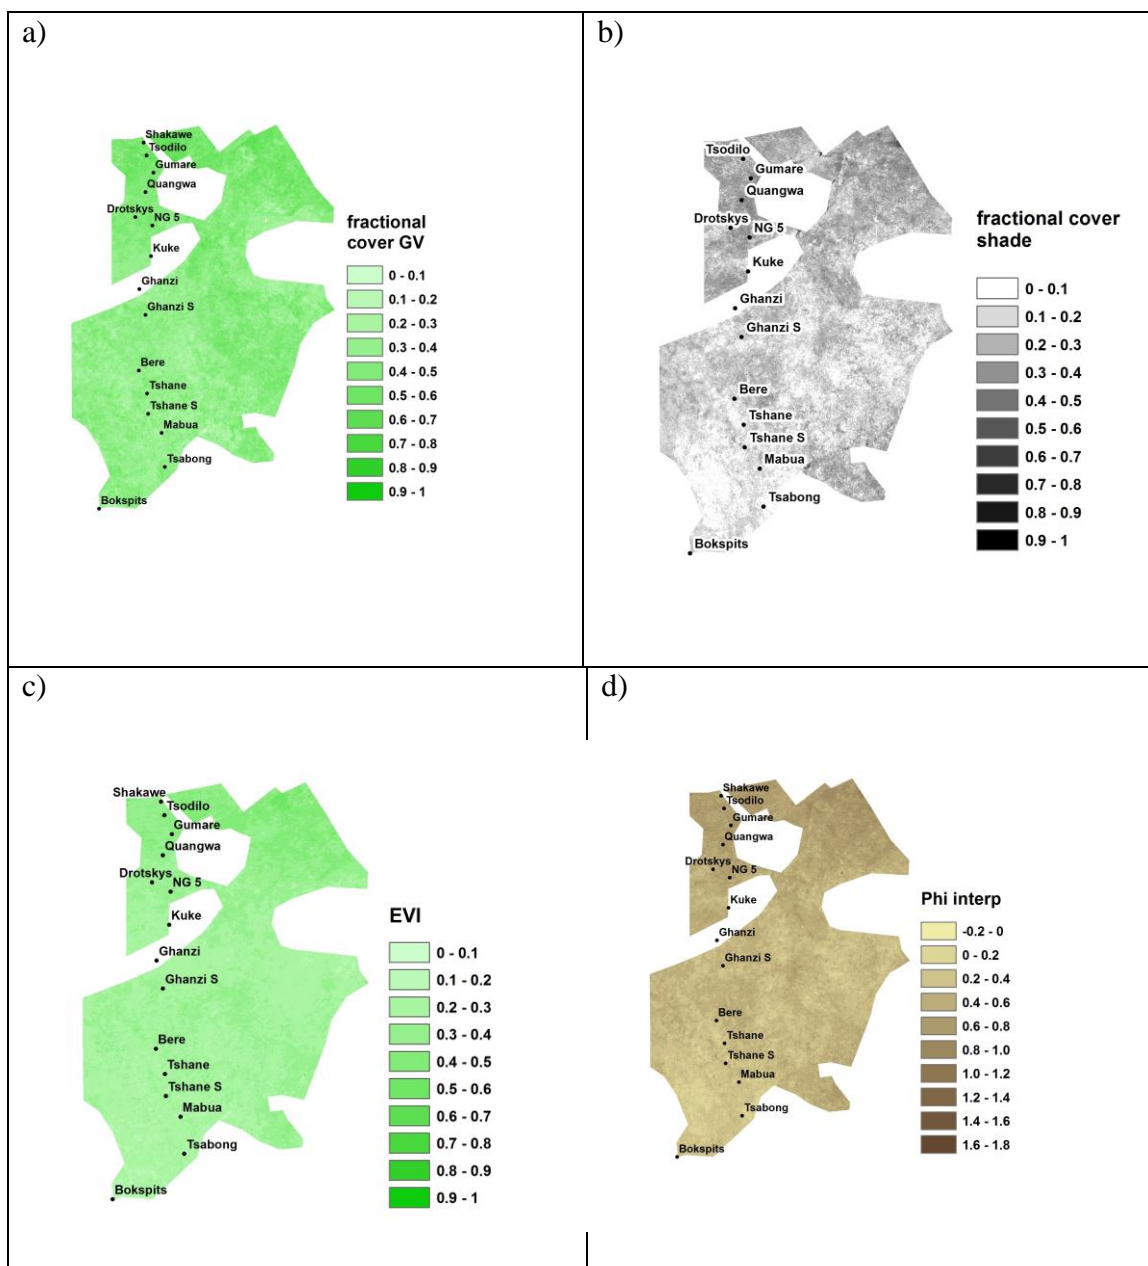 a)
Shakawe
Tsodilo
Gumare
Quangwa
Drotskys
NG 5
Kuke
Ghanzi
Ghanzi S
Bere
Tshane
Tshane S
Mabua
Tsabong
Bokspits
fractional
cover GV
0 - 0.1
0.1 - 0.2
0.2 - 0.3
0.3 - 0.4
0.4 - 0.5
0.5 - 0.6
0.6 - 0.7
0.7 - 0.8
0.8 - 0.9
0.9 - 1
b)
Tsodilo
Gumare
Quangwa
Drotskys
NG 5
Kuke
Ghanzi
Ghanzi S
Bere
Tshane
Tshane S
Mabua
Tsabong
Bokspits
fractional cover
shade
0 - 0.1
0.1 - 0.2
0.2 - 0.3
0.3 - 0.4
0.4 - 0.5
0.5 - 0.6
0.6 - 0.7
0.7 - 0.8
0.8 - 0.9
0.9 - 1
c)
Shakawe
Tsodilo
Gumare
Quangwa
Drotskys
NG 5
Kuke
Ghanzi
Ghanzi S
Bere
Tshane
Tshane S
Mabua
Tsabong
Bokspits
EVI
0 - 0.1
0.1 - 0.2
0.2 - 0.3
0.3 - 0.4
0.4 - 0.5
0.5 - 0.6
0.6 - 0.7
0.7 - 0.8
0.8 - 0.9
0.9 - 1
d)
Shakawe
Tsodilo
Gumare
Quangwa
Drotskys
NG 5
Kuke
Ghanzi
Ghanzi S
Bere
Tshane
Tshane S
Mabua
Tsabong
Bokspits
Phi interp
-0.2 - 0
0 - 0.2
0.2 - 0.4
0.4 - 0.6
0.6 - 0.8
0.8 - 1.0
1.0 - 1.2
1.2 - 1.4
1.4 - 1.6
1.6 - 1.8